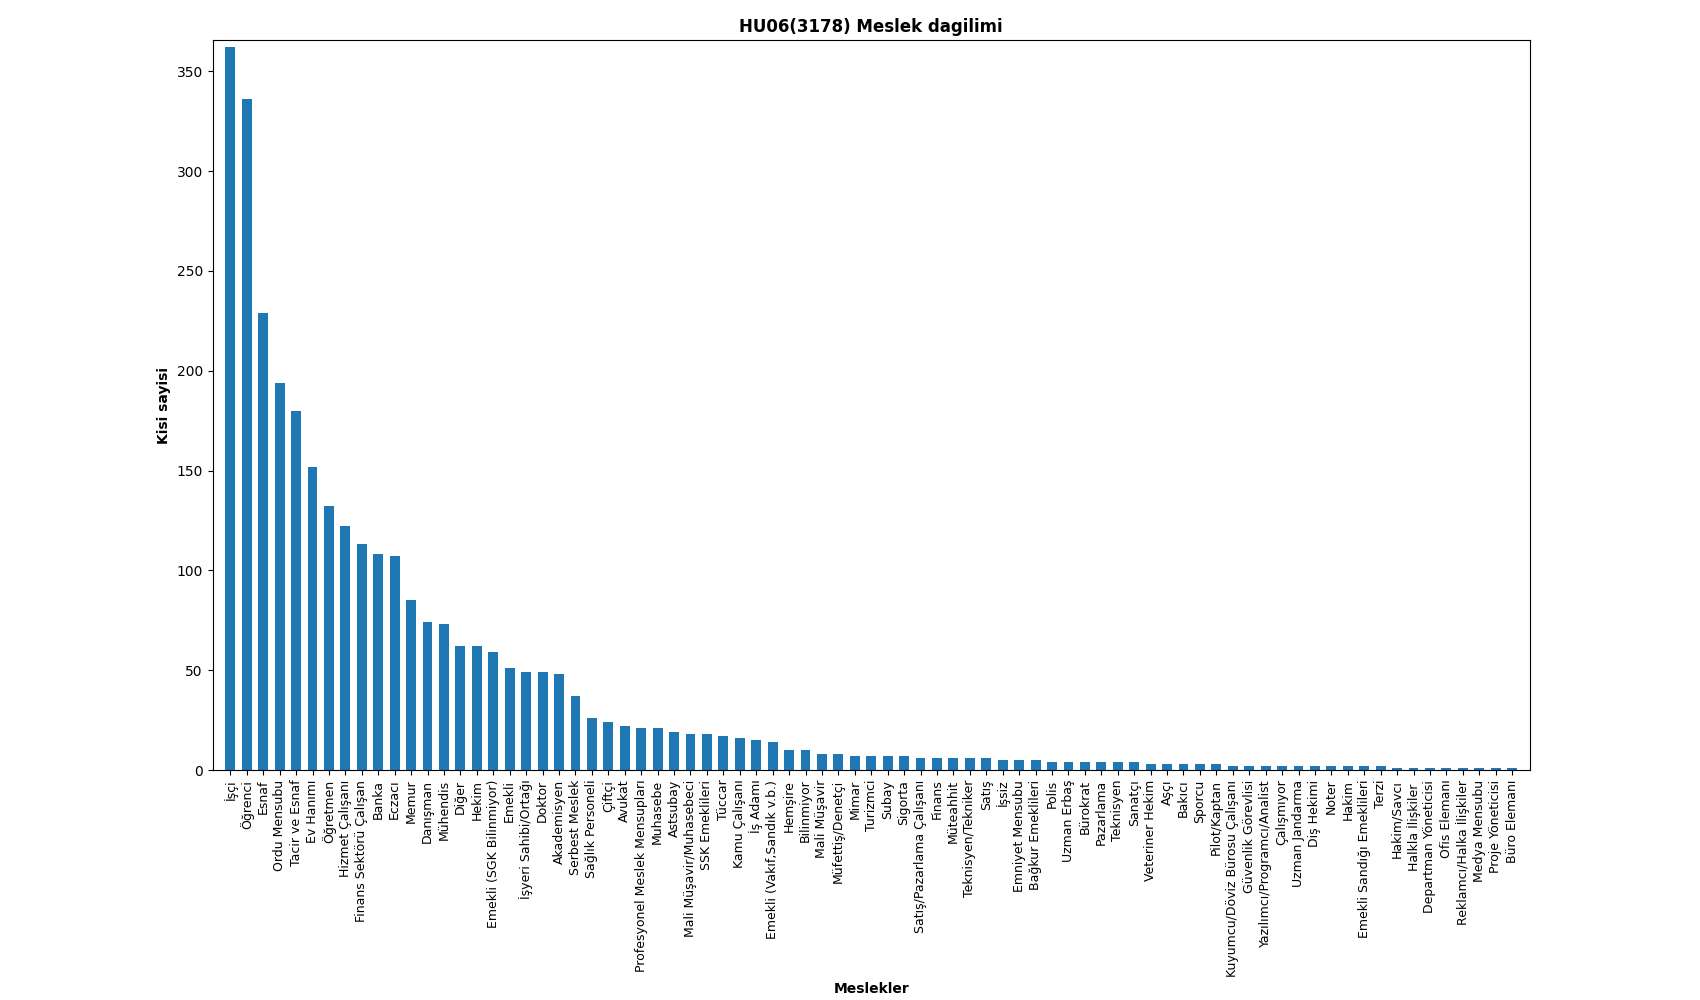 HU06(3178) Meslek dagilimi
Kisi sayisi
350
300
250
200
150
100
50
0
İşçi
Öğrenci
Esnaf
Ordu Mensubu
Tacir ve Esnaf
Ev Hanımı
Öğretmen
Hizmet Çalışanı
Finans Sektörü Çalışan
Banka
Eczacı
Memur
Danışman
Mühendis
Diğer
Hekim
Emekli (SGK Bilinmiyor)
Emekli
İşyeri Sahibi/Ortağı
Doktor
Akademisyen
Serbest Meslek
Sağlık Personeli
Çiftçi
Avukat
Profesyonel Meslek Mensupları
Muhasebe
Astsubay
Mali Müşavir/Muhasebeci
SSK Emeklileri
Tüccar
Kamu Çalışanı
İş Adamı
Emekli (Vakıf,Sandık v.b.)
Hemşire
Bilinmiyor
Mali Müşavir
Müfettiş/Denetçi
Mimar
Turizmci
Subay
Sigorta
Satış/Pazarlama Çalışanı
Finans
Müteahhit
Teknisyen/Tekniker
Satış
İşsiz
Emniyet Mensubu
Bağkur Emeklileri
Polis
Uzman Erbaş
Bürokrat
Pazarlama
Teknisyen
Sanatçı
Veteriner Hekim
Aşçı
Bakıcı
Sporcu
Pilot/Kaptan
Kuyumcu/Döviz Bürosu Çalışanı
Güvenlik Görevlisi
Yazılımcı/Programcı/Analist
Çalışmıyor
Uzman Jandarma
Diş Hekimi
Noter
Hakim
Emekli Sandığı Emeklileri
Terzi
Hakim/Savcı
Halkla İlişkiler
Departman Yöneticisi
Ofis Elemanı
Reklamcı/Halka İlişkiler
Medya Mensubu
Proje Yöneticisi
Büro Elemanı
Meslekler